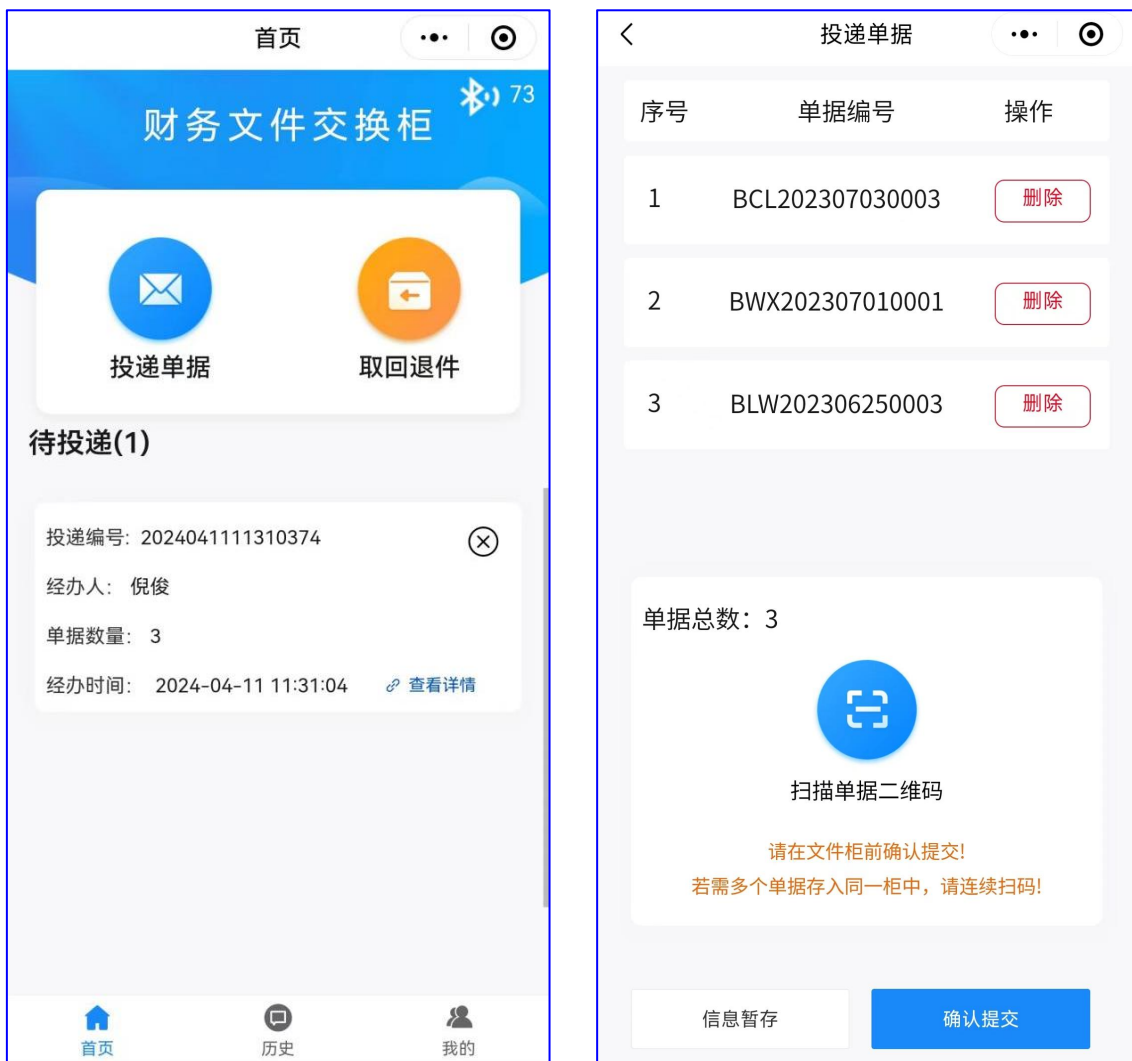 首页
73
财务文件交换柜
投递单据
取回退件
待投递(1)
投递编号: 2024041111310374
经办人: 倪俊
单据数量: 3
经办时间: 2024-04-11 11:31:04 查看详情
首页 历史 我的
投递单据
序号 单据编号 操作
1 BCL202307030003 删除
2 BWX202307010001 删除
3 BLW202306250003 删除
单据总数：3
扫描单据二维码
请在文件柜前确认提交!
若需多个单据存入同一柜中，请连续扫码!
信息暂存 确认提交